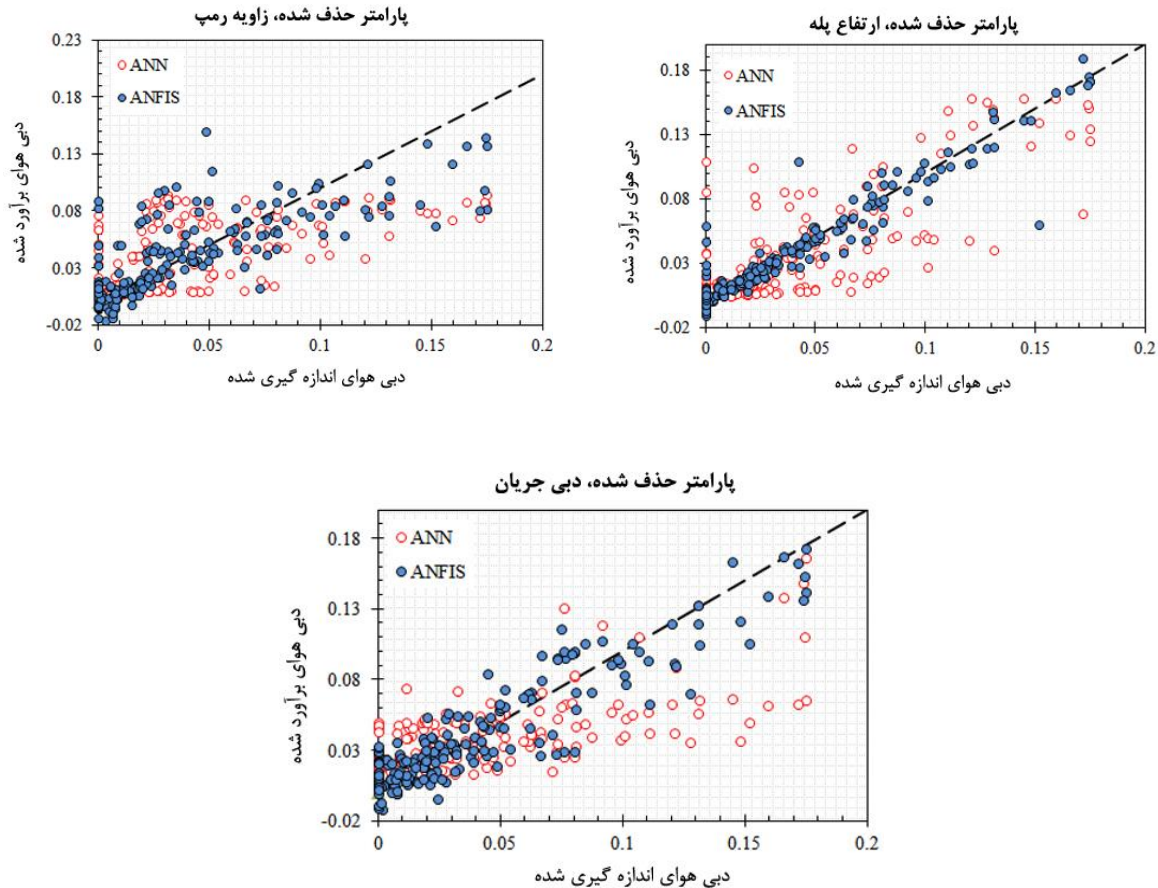 پارامتر حذف شده، زاویه رمپ
0.23
0.18
0.13
0.08
0.03
-0.02
ANN
ANFIS
دبی هوای برآورد شده
0
0.05
0.1
0.15
0.2
دبی هوای اندازه گیری شده
پارامتر حذف شده، ارتفاع پله
0.18
0.13
0.08
0.03
-0.02
ANN
ANFIS
دبی هوای برآورد شده
0
0.05
0.1
0.15
0.2
دبی هوای اندازه گیری شده
پارامتر حذف شده، دبی جریان
0.18
0.13
0.08
0.03
-0.02
ANN
ANFIS
دبی هوای برآورد شده
0
0.05
0.1
0.15
0.2
دبی هوای اندازه گیری شده